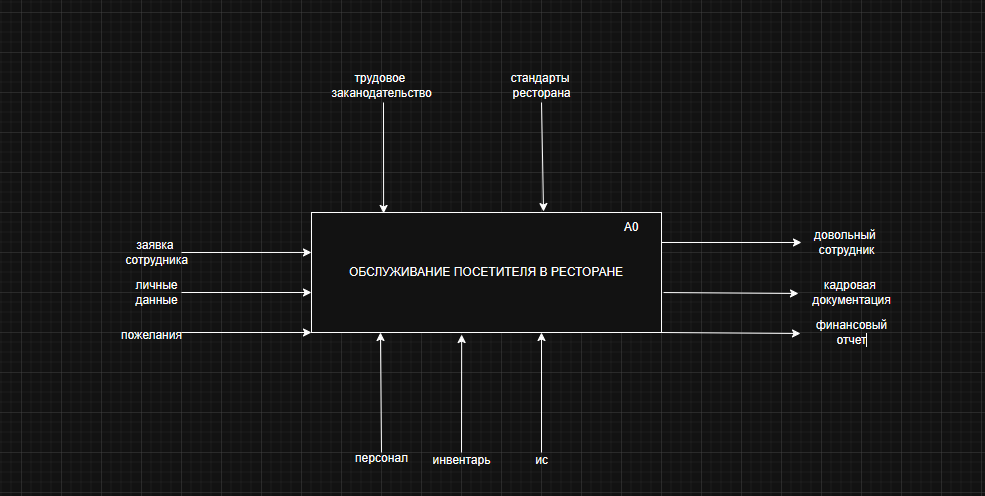 трудовое
заканодательство
стандарты
ресторана
A0
ОБСЛУЖИВАНИЕ ПОСЕТИТЕЛЯ В РЕСТОРАНЕ
заявка
сотрудника
личные
данные
пожелания
довольный
сотрудник
кадровая
документация
финансовый
отчет
персонал
инвентарь
ис